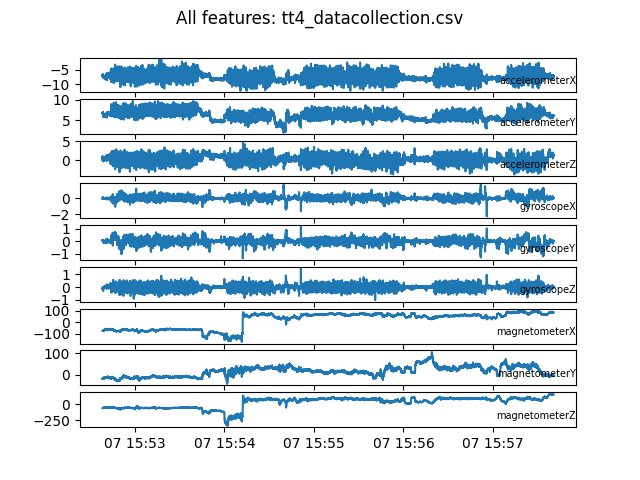 All features: tt4_datacollection.csv
−5
−10
accelerometerX
10
5
accelerometerY
5
0
accelerometerZ
0
−2
gyroscopeX
1
0
−1
gyroscopeY
1
0
−1
gyroscopeZ
100
0
−100
magnetometerX
100
0
magnetometerY
0
−250
magnetometerZ
07 15:53 07 15:54 07 15:55 07 15:56 07 15:57